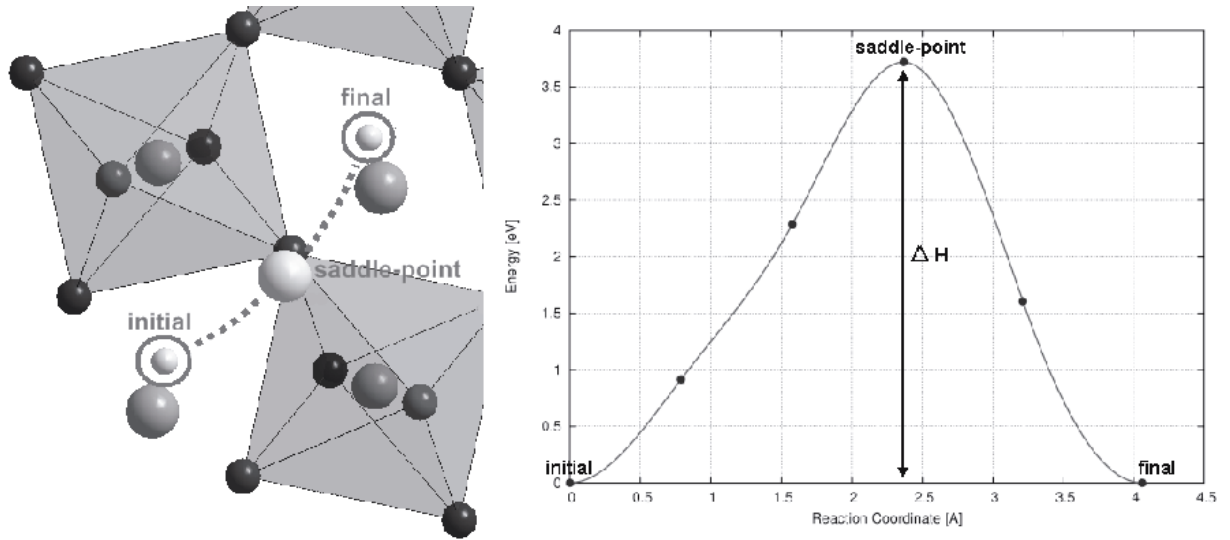 final
saddle-point
initial
4
3.5
3
2.5
2
1.5
1
0.5
0
Energy [eV]
saddle-point
Δ H
initial
final
0
0.5
1
1.5
2
2.5
3
3.5
4
4.5
Reaction Coordinate [A]